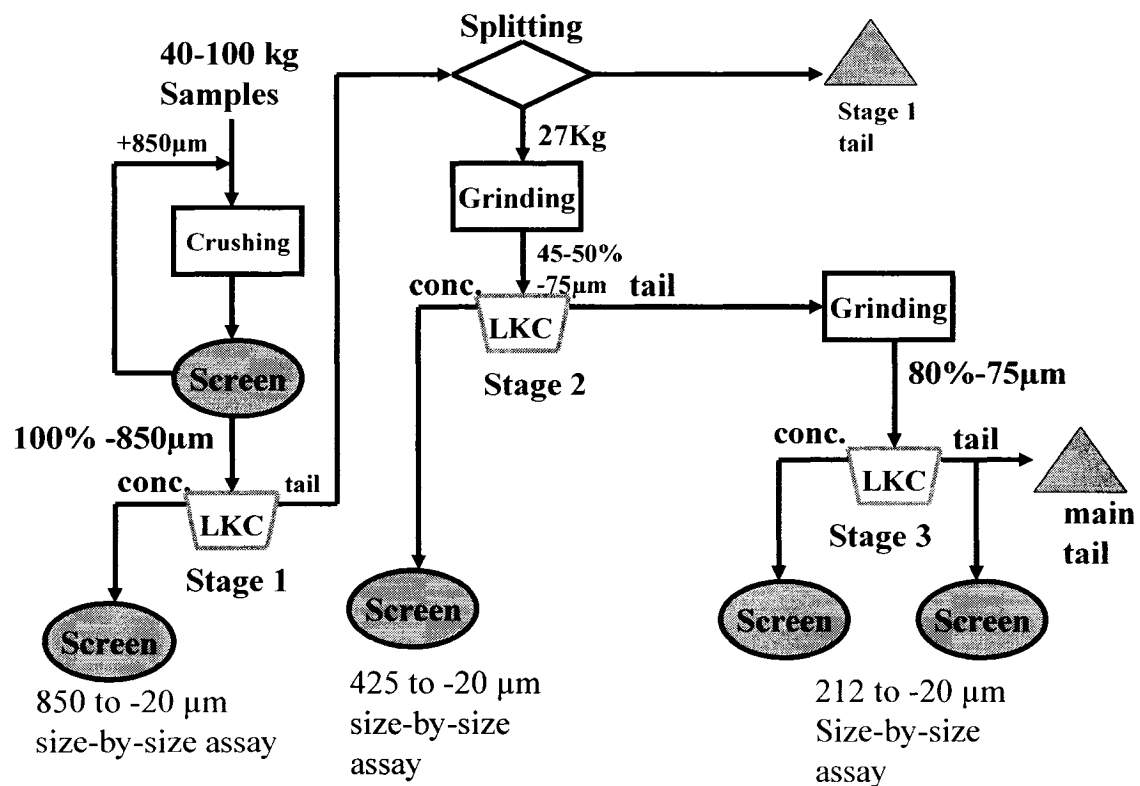 Splitting
40-100 kg
Samples
+850µm
Crushing
Screen
100% -850µm
conc.
tail
LKC
Stage 1
Screen
850 to -20 µm
size-by-size assay
Stage 1
tail
27Kg
Grinding
45-50%
-75µm
conc.
tail
LKC
Stage 2
Screen
425 to -20 µm
size-by-size
assay
Grinding
80%-75µm
conc.
tail
LKC
Stage 3
main
tail
Screen
Screen
212 to -20 µm
Size-by-size
assay